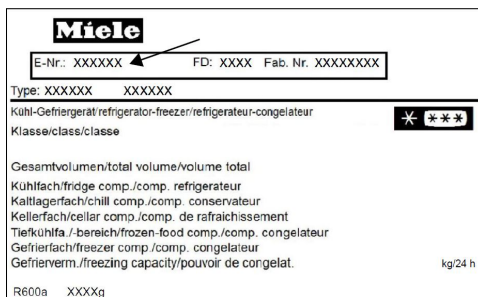 Miele
E-Nr.: XXXXXX FD: XXXX Fab. Nr. XXXXXXXX
Type: XXXXXX XXXXXX
Kühl-Gefriergerät/refrigerator-freezer/refrigerateur-congelateur
Klasse/class/classe
Gesamtvolumen/total volume/volume total
Kühlfach/fridge comp./comp. refrigerateur
Kaltlagerfach/chill comp./comp. conservateur
Kellerfach/cellar comp./comp. de rafraichissement
Tiefkühlfa./-bereich/frozen-food comp./comp. congelateur
Gefrierfach/freezer comp./comp. congelateur
Gefrierverm./freezing capacity/pouvoir de congelat. kg/24 h
R600a XXXXg